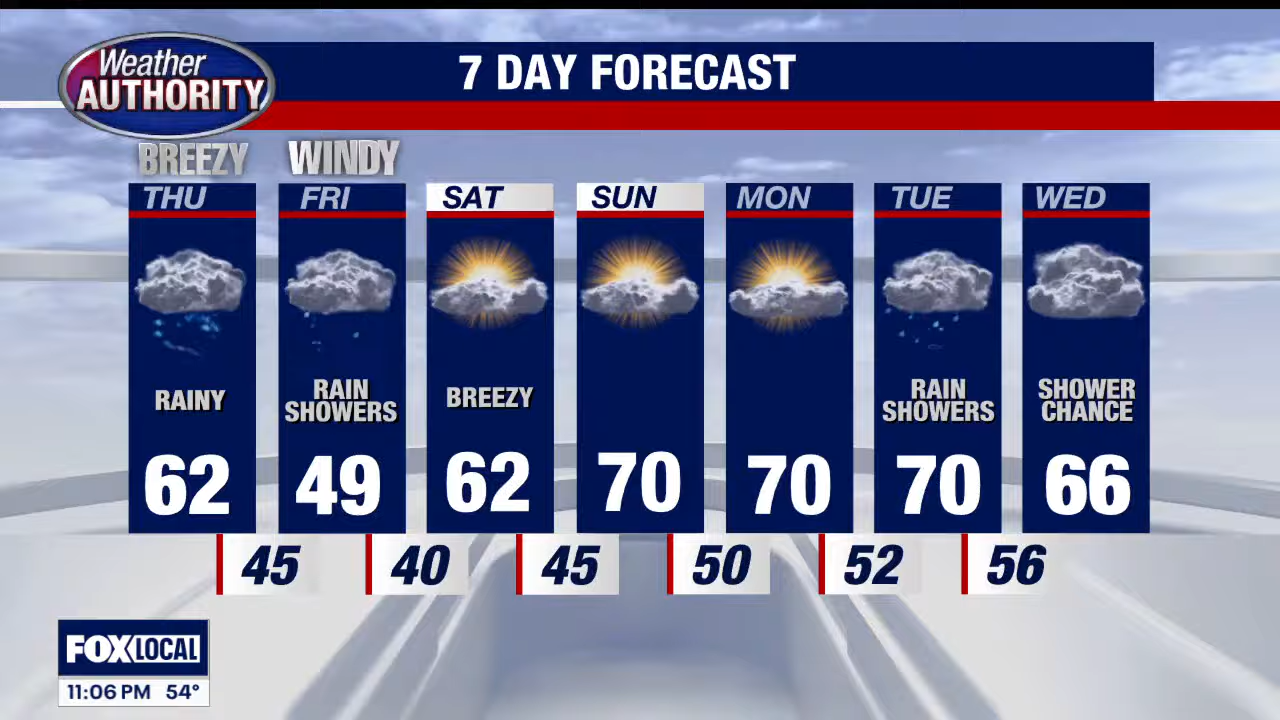 Weather
AUTHORITY
7 DAY FORECAST
BREEZY WINDY
THU FRI SAT SUN MON TUE WED
RAINY
RAIN
SHOWERS
BREEZY
RAIN
SHOWERS
SHOWER
CHANCE
62 49 62 70 70 70 66
45 40 45 50 52 56
FOX LOCAL
11:06 PM 54°